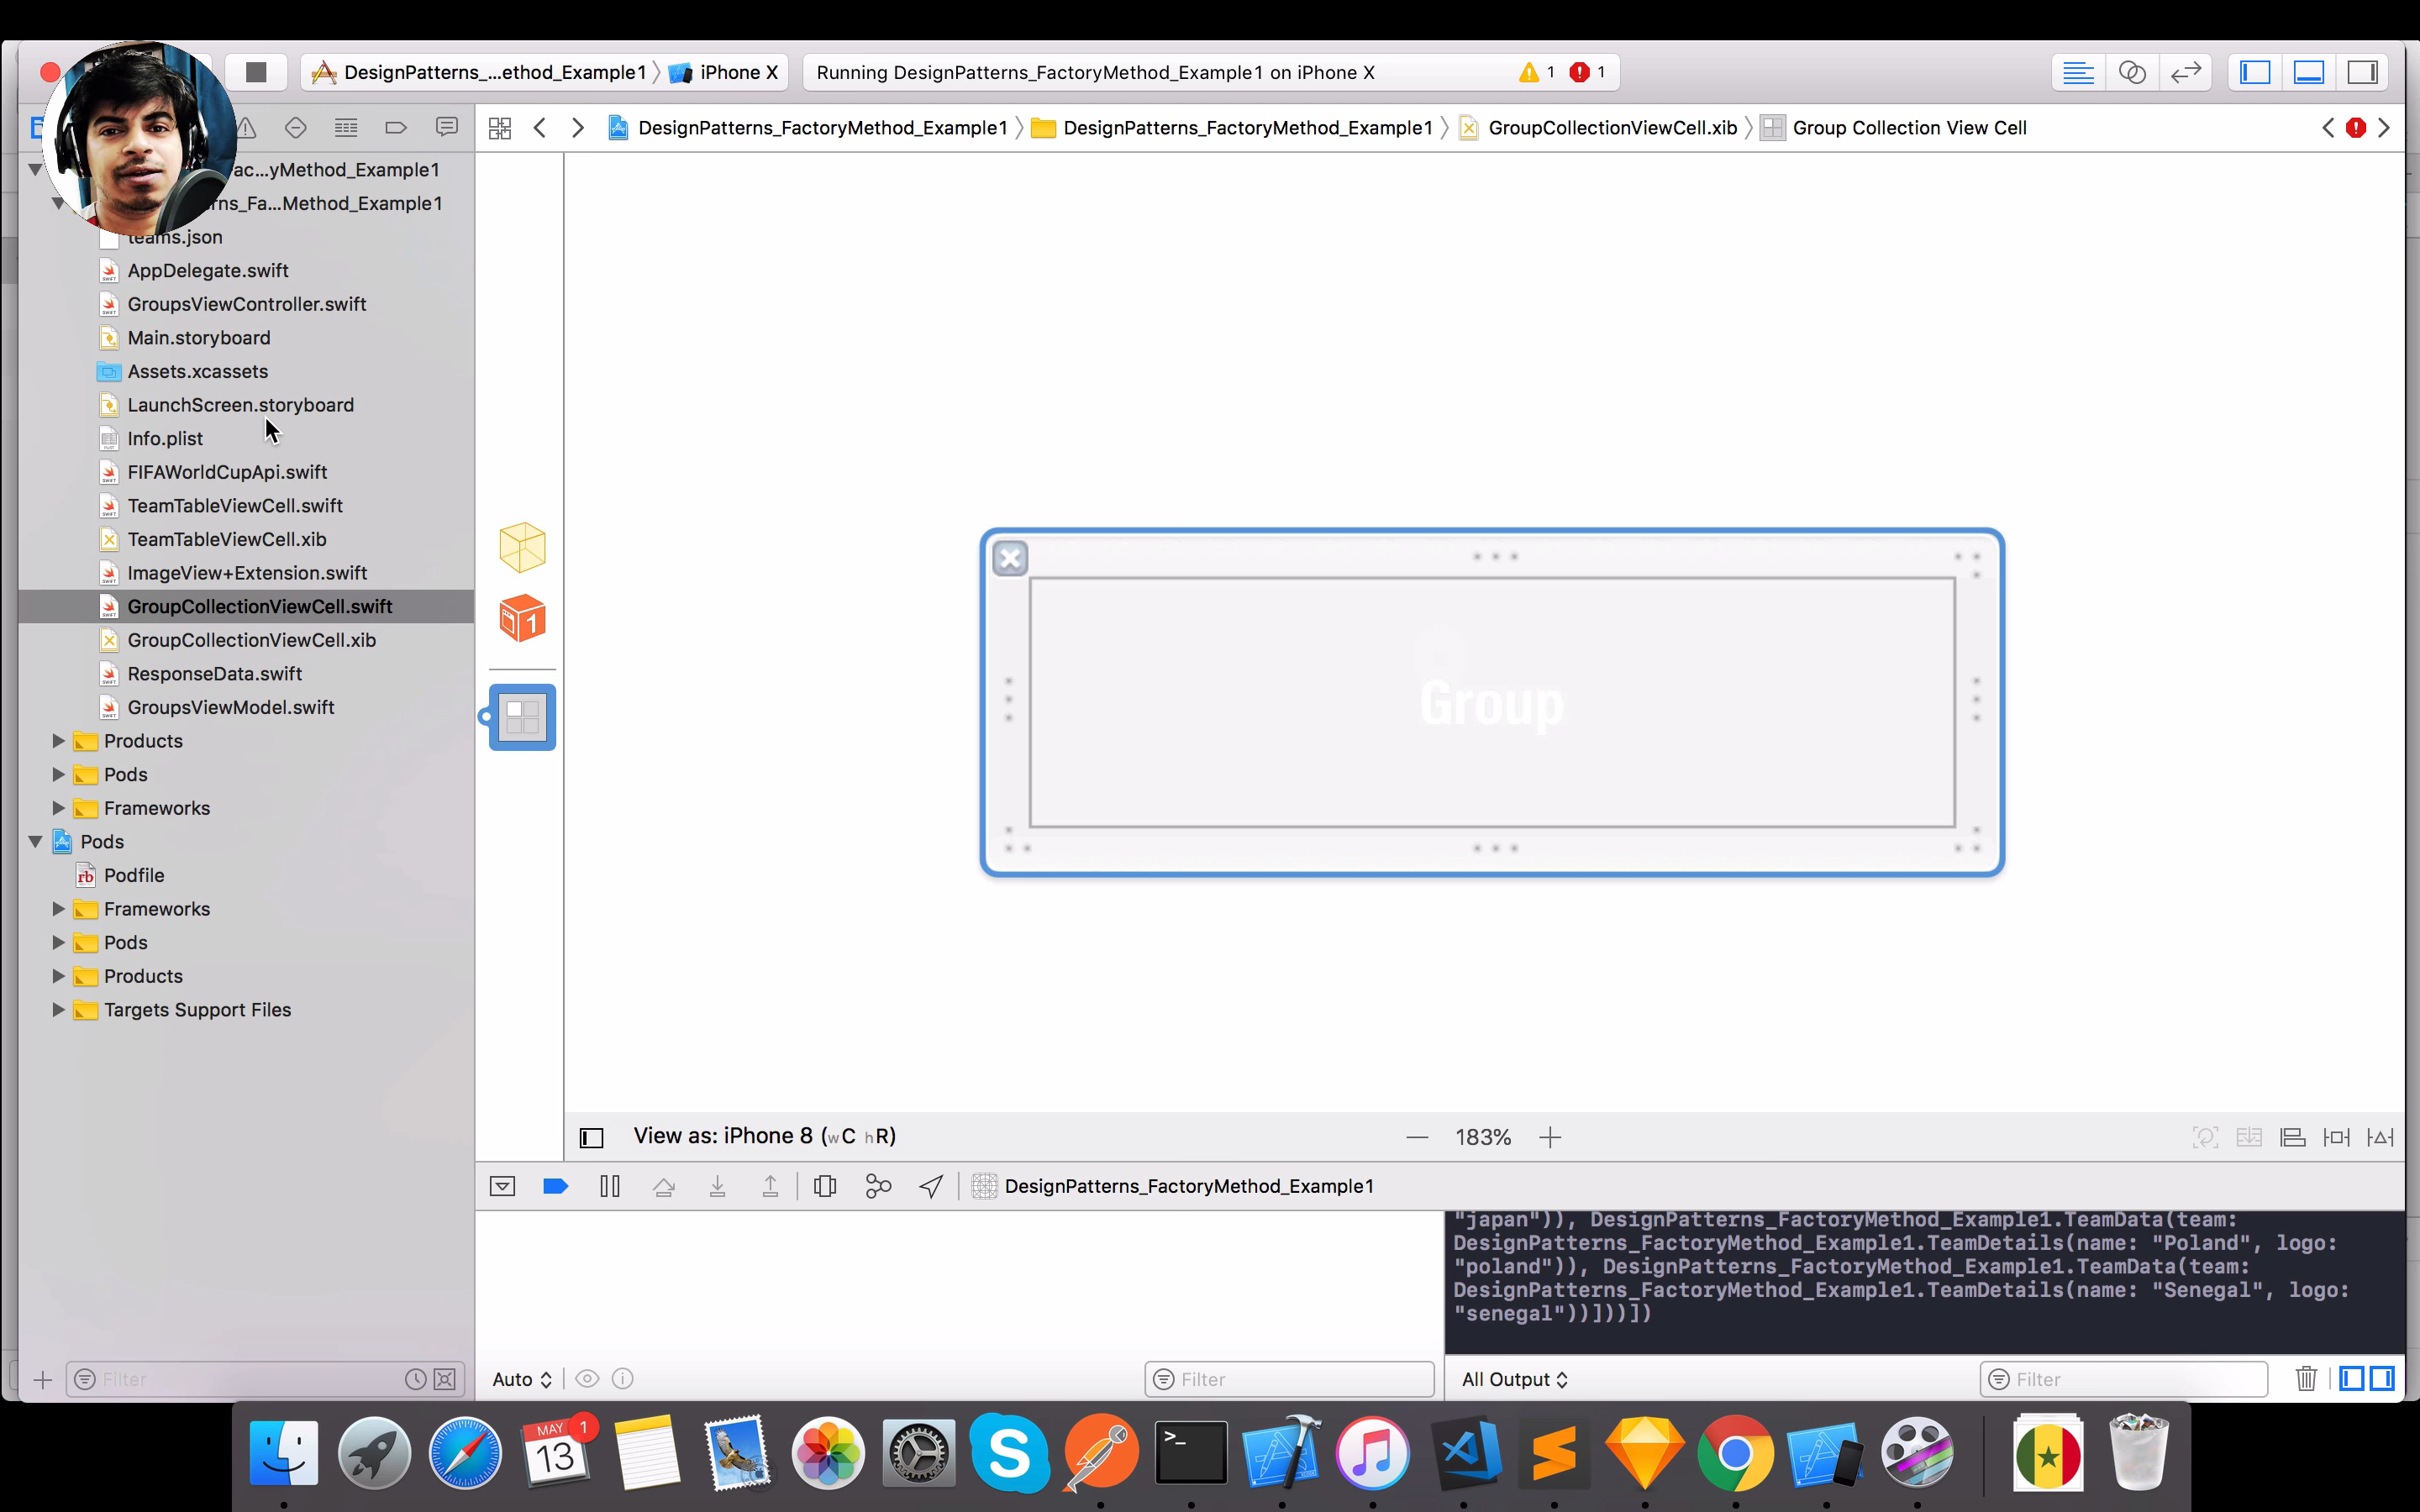 DesignPatterns_...ethod_Example1 iPhone X
Running DesignPatterns_FactoryMethod_Example1 on iPhone X
1 1
DesignPatterns_FactoryMethod_Example1 DesignPatterns_FactoryMethod_Example1 GroupCollectionViewCell.xib Group Collection View Cell
ac...yMethod_Example1
rns_Fa...Method_Example1
teams.json
AppDelegate.swift
GroupsViewController.swift
Main.storyboard
Assets.xcassets
LaunchScreen.storyboard
Info.plist
FIFAWorldCupApi.swift
TeamTableViewCell.swift
TeamTableViewCell.xib
ImageView+Extension.swift
GroupCollectionViewCell.swift
GroupCollectionViewCell.xib
ResponseData.swift
GroupsViewModel.swift
Products
Pods
Frameworks
Pods
rb Podfile
Frameworks
Pods
Products
Targets Support Files
Filter
1
Group
View as: iPhone 8 (wC hR)
183%
DesignPatterns_FactoryMethod_Example1
"japan")), DesignPatterns_FactoryMethod_Example1.TeamData(team:
DesignPatterns_FactoryMethod_Example1.TeamDetails(name: "Poland", logo:
"poland")), DesignPatterns_FactoryMethod_Example1.TeamData(team:
DesignPatterns_FactoryMethod_Example1.TeamDetails(name: "Senegal", logo:
"senegal"))]))])
Auto
Filter
All Output
Filter
MAY
13
1
S
>_